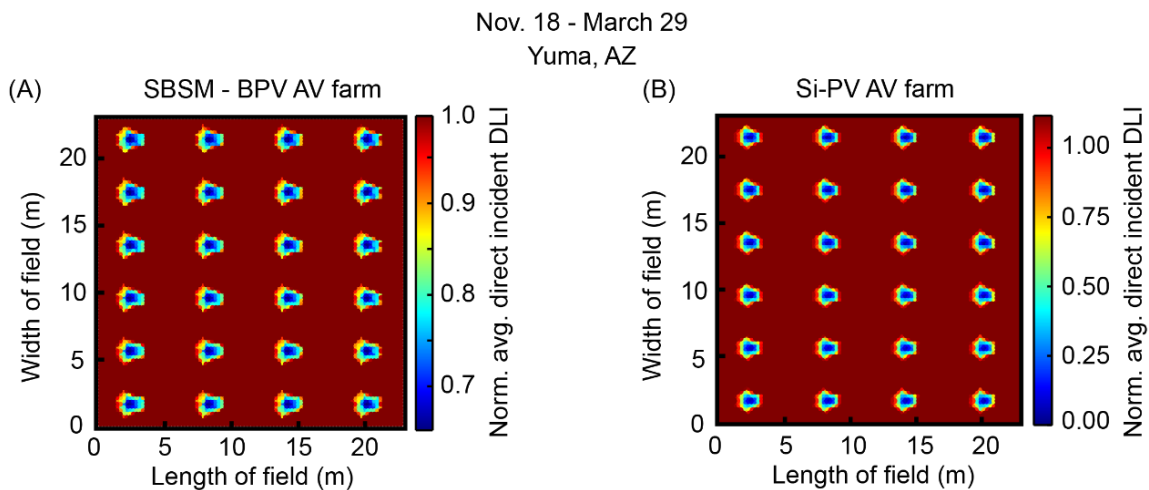 Nov. 18 - March 29
Yuma, AZ
(A)
SBSM - BPV AV farm
Width of field (m)
20
15
10
5
0
0
5
10
15
20
Length of field (m)
1.0
0.9
0.8
0.7
Norm. avg. direct incident DLI
(B)
Si-PV AV farm
Width of field (m)
20
15
10
5
0
0
5
10
15
20
Length of field (m)
1.00
0.75
0.50
0.25
0.00
Norm. avg. direct incident DLI